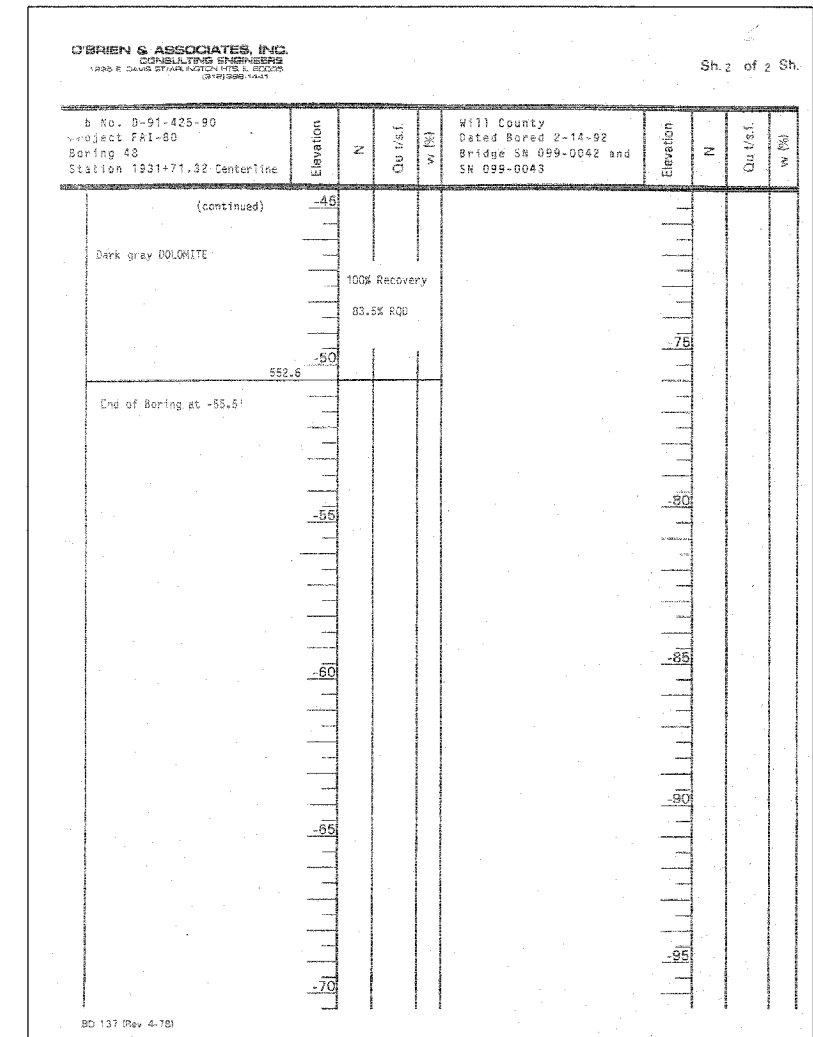 O'BRIEN & ASSOCIATES, INC.
CONSULTING ENGINEERS
Sh. 2 of 2 Sh.
b No. D-91-425-90
roject FAI-80
Boring 48
Station 1931+71.32 Centerline
Elevation
N
Qu t/s.f.
w (%)
Will County
Dated Bored 2-14-92
Bridge SN 099-0042 and
SN 099-0043
Elevation
N
Qu t/s.f.
w (%)
(continued)
-45
Dark gray DOLOMITE
100% Recovery
83.5% RQD
-75
-50
552.6
End of Boring at -55.5'
-80
-55
-85
-60
-90
-65
-95
-70
BD 137 (Rev 4-78)